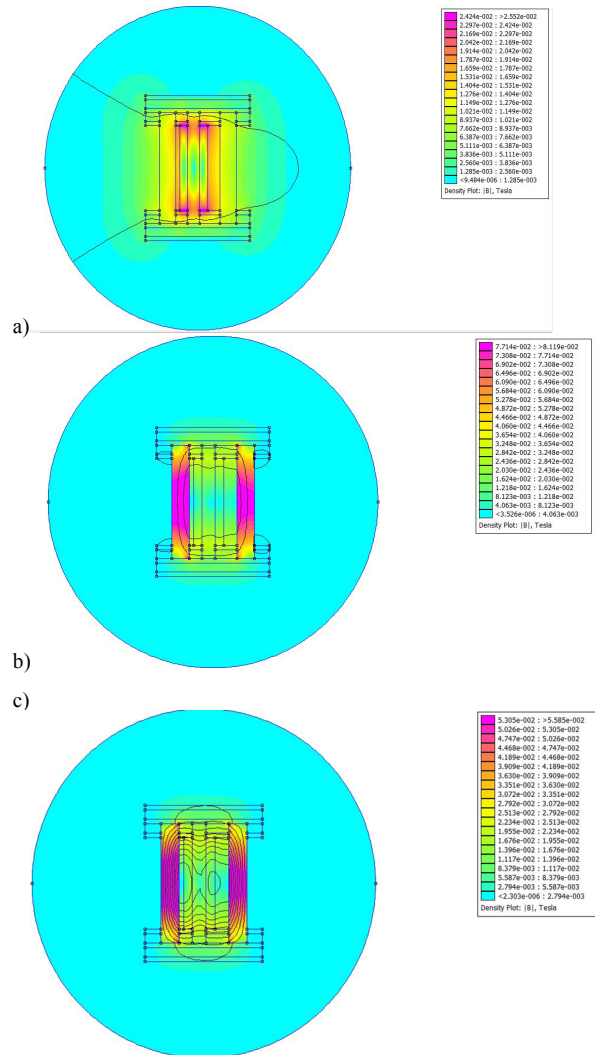 2.424e-002 : >2.552e-002
2.297e-002 : 2.424e-002
2.169e-002 : 2.297e-002
2.042e-002 : 2.169e-002
1.914e-002 : 2.042e-002
1.787e-002 : 1.914e-002
1.659e-002 : 1.787e-002
1.531e-002 : 1.659e-002
1.404e-002 : 1.531e-002
1.276e-002 : 1.404e-002
1.149e-002 : 1.276e-002
1.021e-002 : 1.149e-002
8.937e-003 : 1.021e-002
7.662e-003 : 8.937e-003
6.387e-003 : 7.662e-003
5.111e-003 : 6.387e-003
3.836e-003 : 5.111e-003
2.560e-003 : 3.836e-003
1.285e-003 : 2.560e-003
<9.484e-006 : 1.285e-003
Density Plot: |B|, Tesla
a)
7.714e-002 : >8.119e-002
7.308e-002 : 7.714e-002
6.902e-002 : 7.308e-002
6.496e-002 : 6.902e-002
6.090e-002 : 6.496e-002
5.684e-002 : 6.090e-002
5.278e-002 : 5.684e-002
4.872e-002 : 5.278e-002
4.466e-002 : 4.872e-002
4.060e-002 : 4.466e-002
3.654e-002 : 4.060e-002
3.248e-002 : 3.654e-002
2.842e-002 : 3.248e-002
2.436e-002 : 2.842e-002
2.030e-002 : 2.436e-002
1.624e-002 : 2.030e-002
1.218e-002 : 1.624e-002
8.123e-003 : 1.218e-002
4.063e-003 : 8.123e-003
<3.526e-006 : 4.063e-003
Density Plot: |B|, Tesla
b)
c)
5.305e-002 : >5.585e-002
5.026e-002 : 5.305e-002
4.747e-002 : 5.026e-002
4.468e-002 : 4.747e-002
4.189e-002 : 4.468e-002
3.909e-002 : 4.189e-002
3.630e-002 : 3.909e-002
3.351e-002 : 3.630e-002
3.072e-002 : 3.351e-002
2.792e-002 : 3.072e-002
2.513e-002 : 2.792e-002
2.234e-002 : 2.513e-002
1.955e-002 : 2.234e-002
1.676e-002 : 1.955e-002
1.396e-002 : 1.676e-002
1.117e-002 : 1.396e-002
8.379e-003 : 1.117e-002
5.587e-003 : 8.379e-003
2.794e-003 : 5.587e-003
<2.303e-006 : 2.794e-003
Density Plot: |B|, Tesla